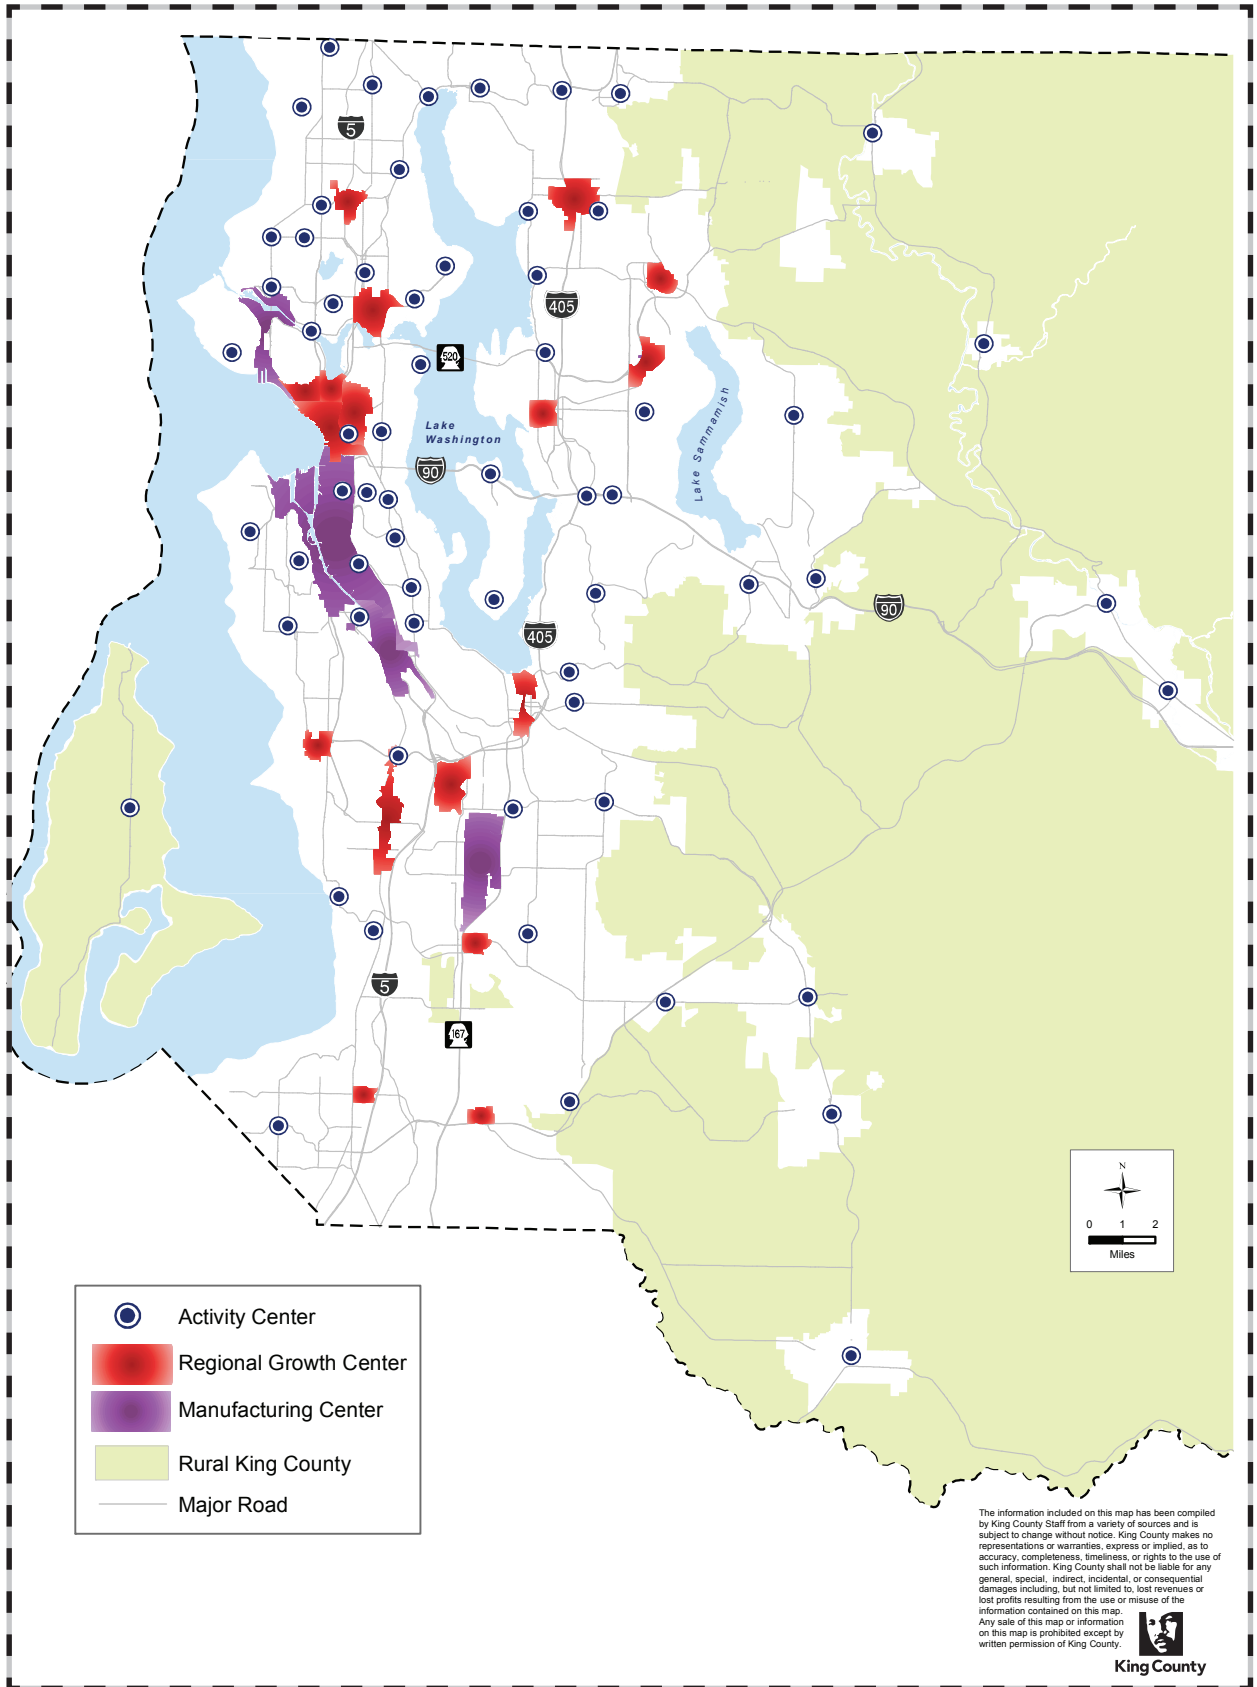 5
405
520
Lake
Washington
90
Lake Sammamish
90
405
5
167
N
0 1 2
Miles
Activity Center
Regional Growth Center
Manufacturing Center
Rural King County
Major Road
The information included on this map has been compiled
by King County Staff from a variety of sources and is
subject to change without notice. King County makes no
representations or warranties, express or implied, as to
accuracy, completeness, timeliness, or rights to the use of
such information. King County shall not be liable for any
general, special, indirect, incidental, or consequential
damages including, but not limited to, lost revenues or
lost profits resulting from the use or misuse of the
information contained on this map.
Any sale of this map or information
on this map is prohibited except by
written permission of King County.
King County